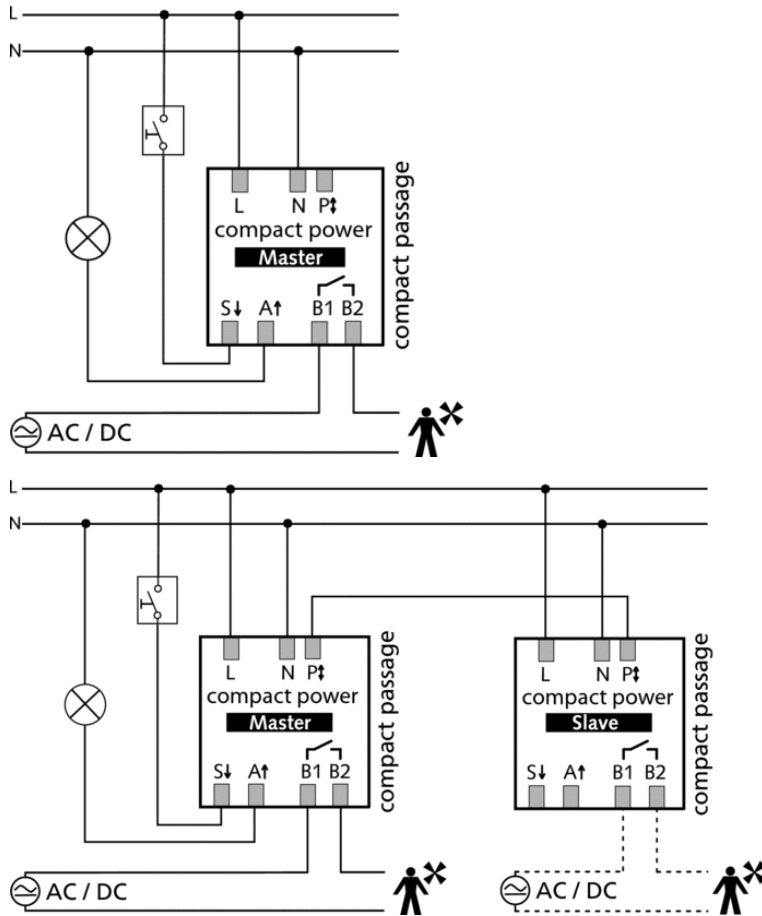 L
N
L N P↕
compact power
Master
S↓ A↑ B1 B2
compact passage
AC / DC
L
N
L N P↕
compact power
Master
S↓ A↑ B1 B2
compact passage
L N P↕
compact power
Slave
S↓ A↑ B1 B2
compact passage
AC / DC
AC / DC